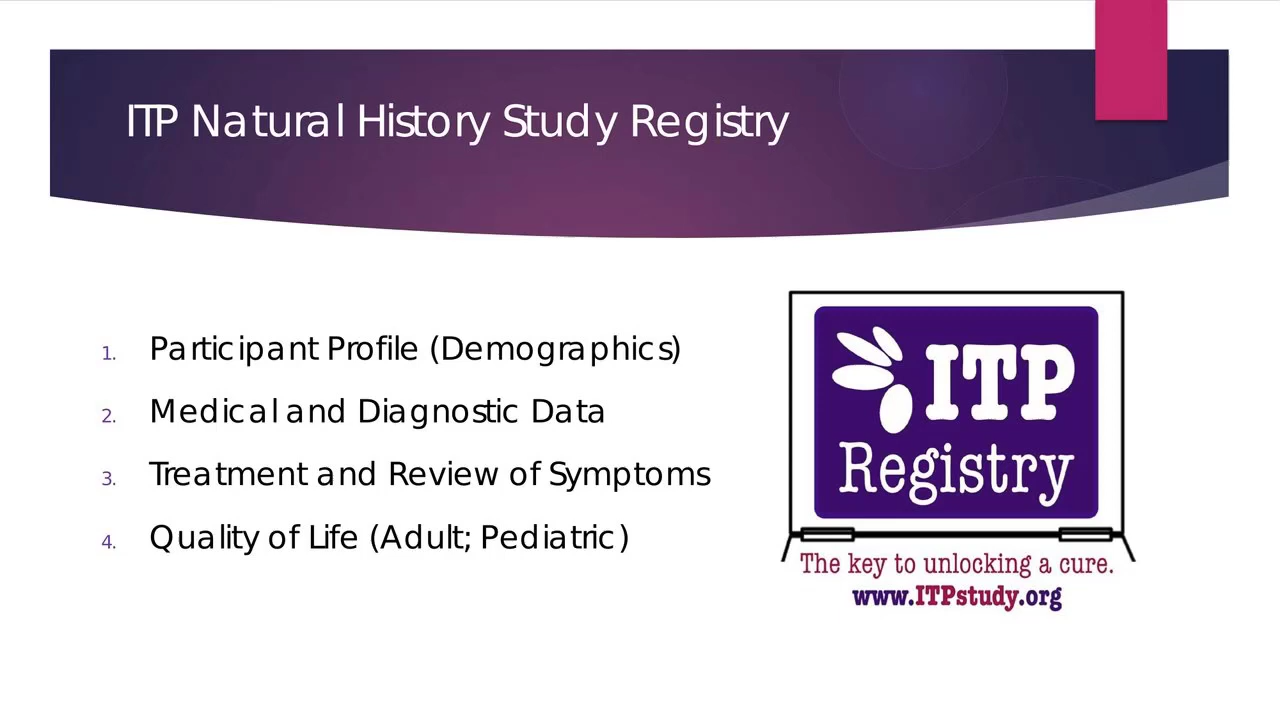 ITP Natural History Study Registry
1. Participant Profile (Demographics)
2. Medical and Diagnostic Data
3. Treatment and Review of Symptoms
4. Quality of Life (Adult; Pediatric)
ITP
Registry
The key to unlocking a cure.
www.ITPstudy.org